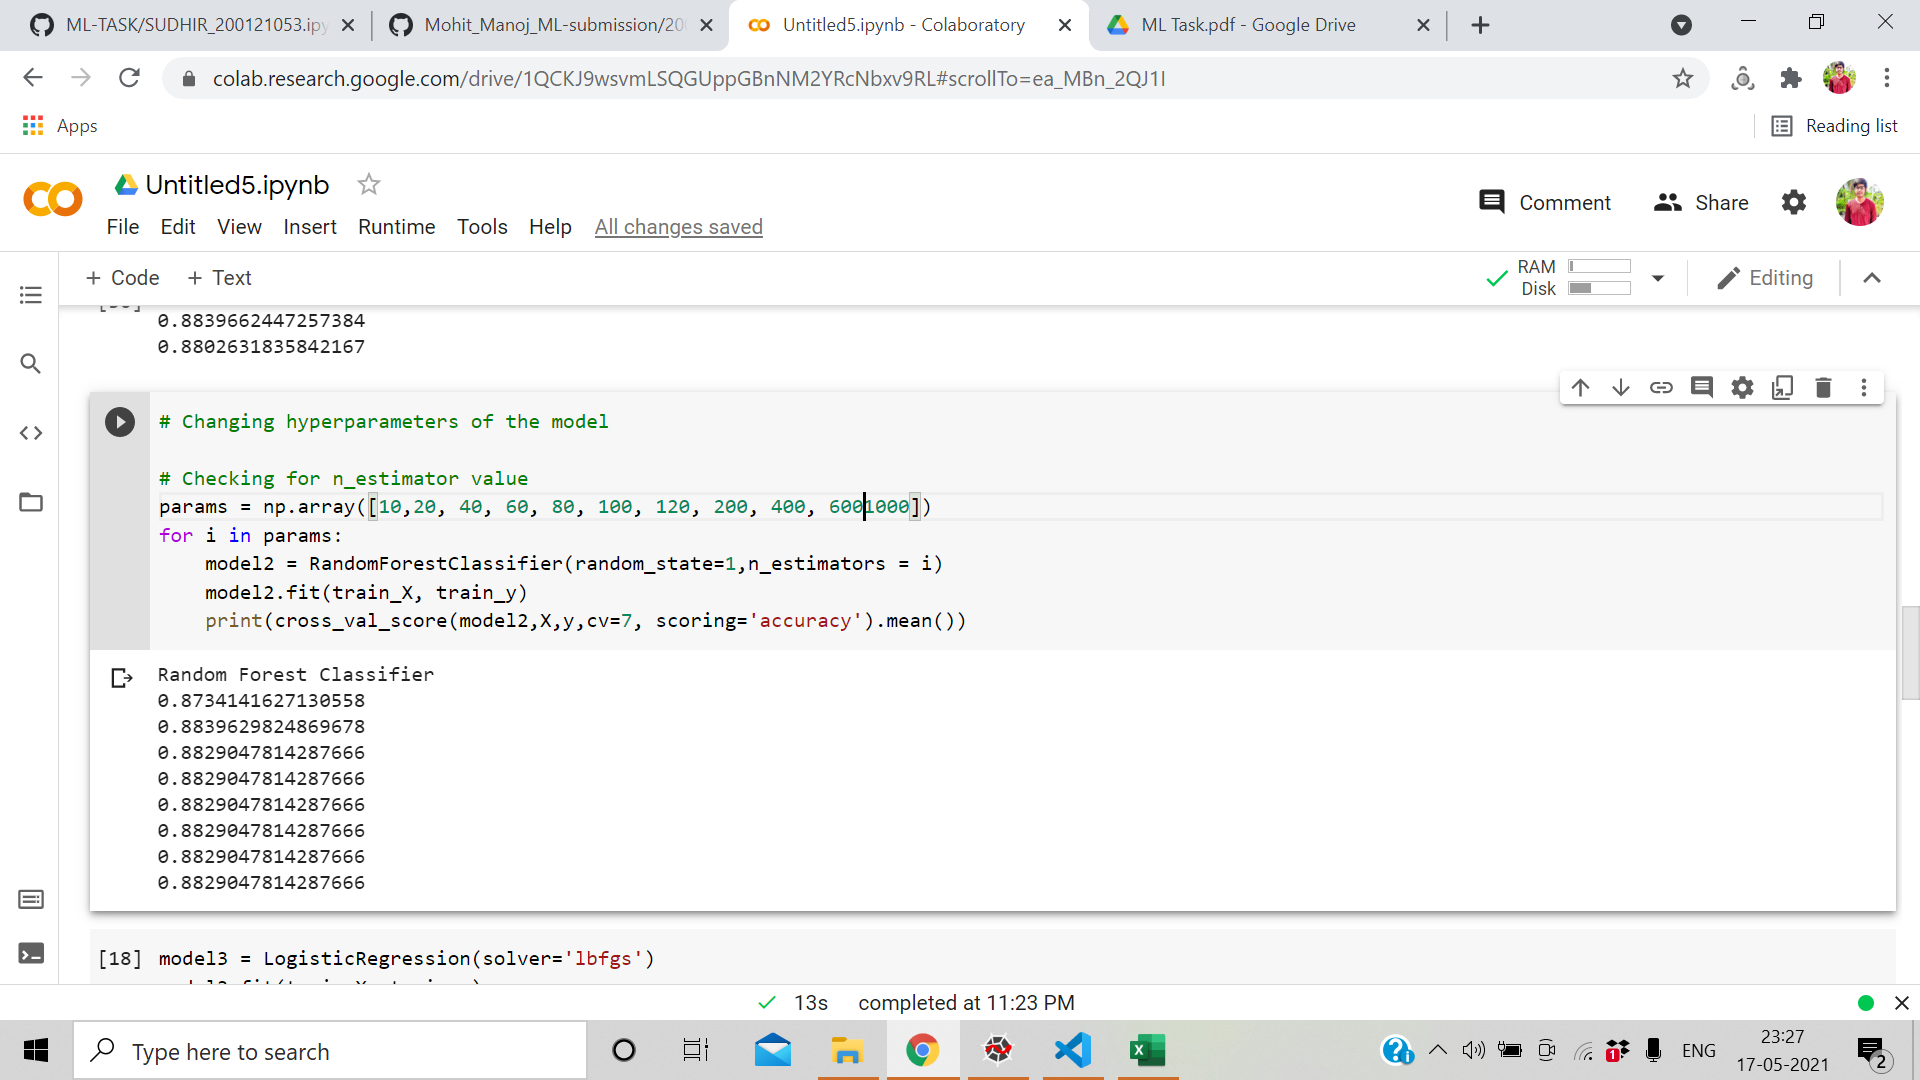 ML-TASK/SUDHIR_200121053.ipy
Mohit_Manoj_ML-submission/20
Untitled5.ipynb - Colaboratory
ML Task.pdf - Google Drive
colab.research.google.com/drive/1QCKJ9wsvmLSQGUppGBnNM2YRcNbxv9RL#scrollTo=ea_MBn_2QJ1I
Apps
Reading list
Untitled5.ipynb
Comment
Share
File Edit View Insert Runtime Tools Help All changes saved
+ Code + Text
RAM
Disk
Editing
0.8839662447257384
0.8802631835842167
# Changing hyperparameters of the model
# Checking for n_estimator value
params = np.array([10,20, 40, 60, 80, 100, 120, 200, 400, 6001000])
for i in params:
model2 = RandomForestClassifier(random_state=1,n_estimators = i)
model2.fit(train_X, train_y)
print(cross_val_score(model2,X,y,cv=7, scoring='accuracy').mean())
Random Forest Classifier
0.8734141627130558
0.8839629824869678
0.8829047814287666
0.8829047814287666
0.8829047814287666
0.8829047814287666
0.8829047814287666
0.8829047814287666
[18] model3 = LogisticRegression(solver='lbfgs')
13s completed at 11:23 PM
Type here to search
1
ENG
23:27
17-05-2021
2